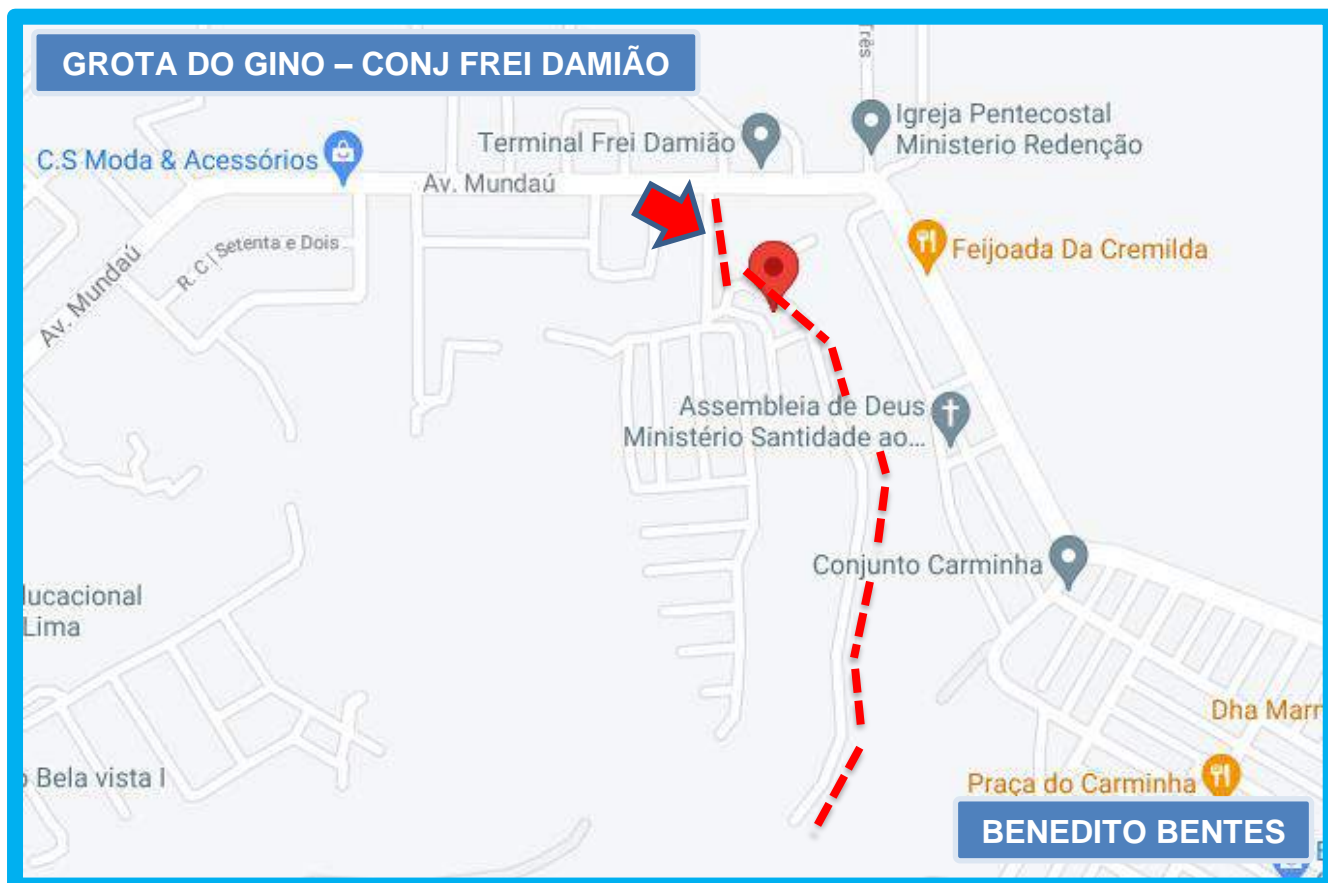 GROTA DO GINO – CONJ FREI DAMIÃO
Três
Igreja Pentecostal
Ministerio Redenção
Terminal Frei Damião
C.S Moda & Acessórios
Av. Mundaú
R. C | Setenta e Dois
Av. Mundaú
Feijoada Da Cremilda
Assembleia de Deus
Ministério Santidade ao...
Conjunto Carminha
lucacional
Lima
Dha Marr
Bela vista I
Praça do Carminha
BENEDITO BENTES